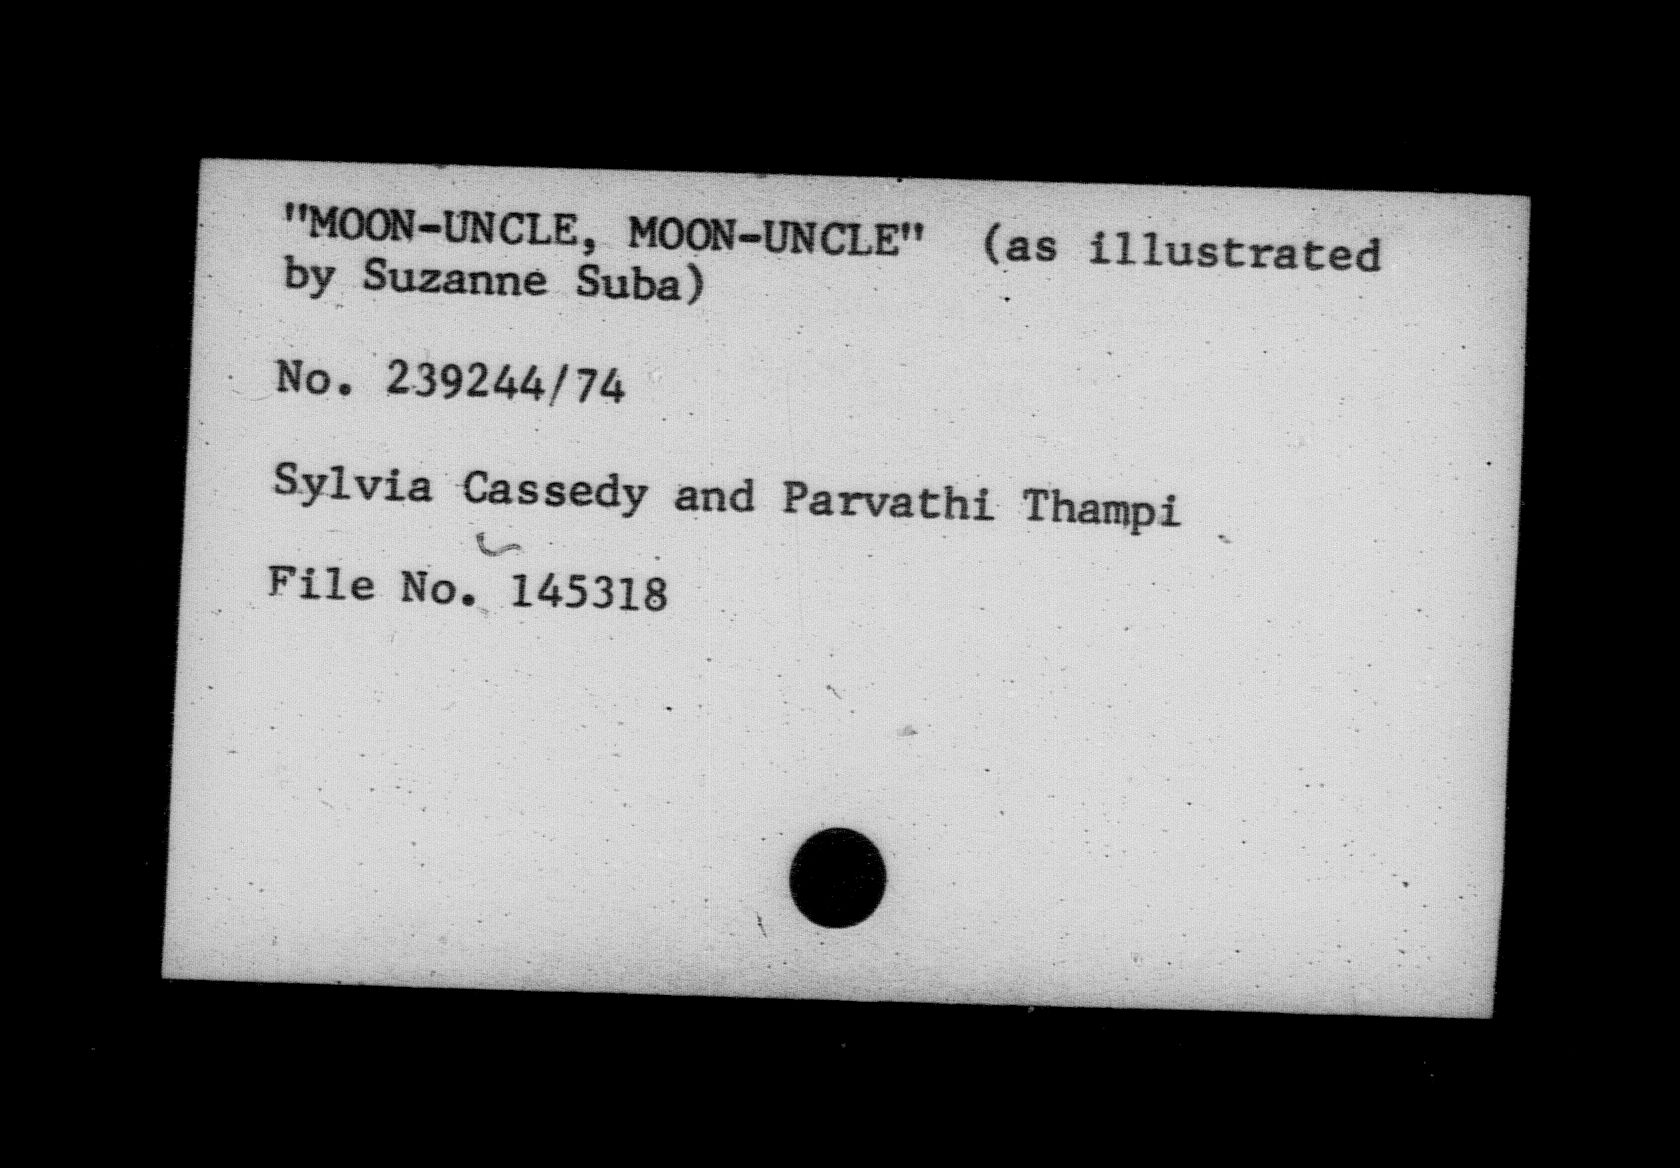 "MOON-UNCLE, MOON-UNCLE" (as illustrated
by Suzanne Suba)
No. 239244/74
Sylvia Cassedy and Parvathi Thampi
File No. 145318